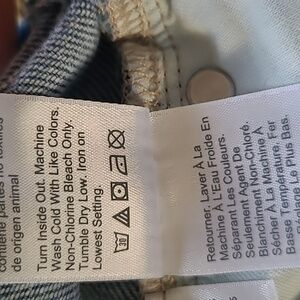 contiene partes no textiles
de origen animal
Turn Inside Out. Machine
Wash Cold With Like Colors.
Non-Chlorine Bleach Only.
Tumble Dry Low. Iron on
Lowest Setting.
Retourner Laver À La
Machine À L'Eau Froide En
Séparant Les Couleurs.
Seulement Agent De
Blanchiment Non-Chloré.
Sécher À La Machine À
Basse Température. Fer
Le Plus